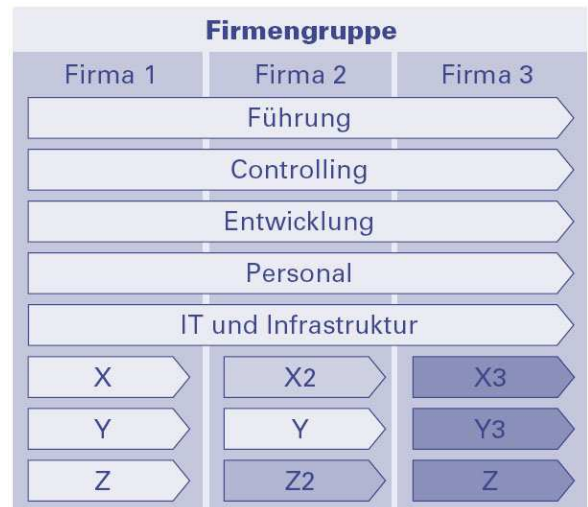 Firmengruppe
Firma 1 Firma 2 Firma 3
Führung
Controlling
Entwicklung
Personal
IT und Infrastruktur
X X2 X3
Y Y Y3
Z Z2 Z